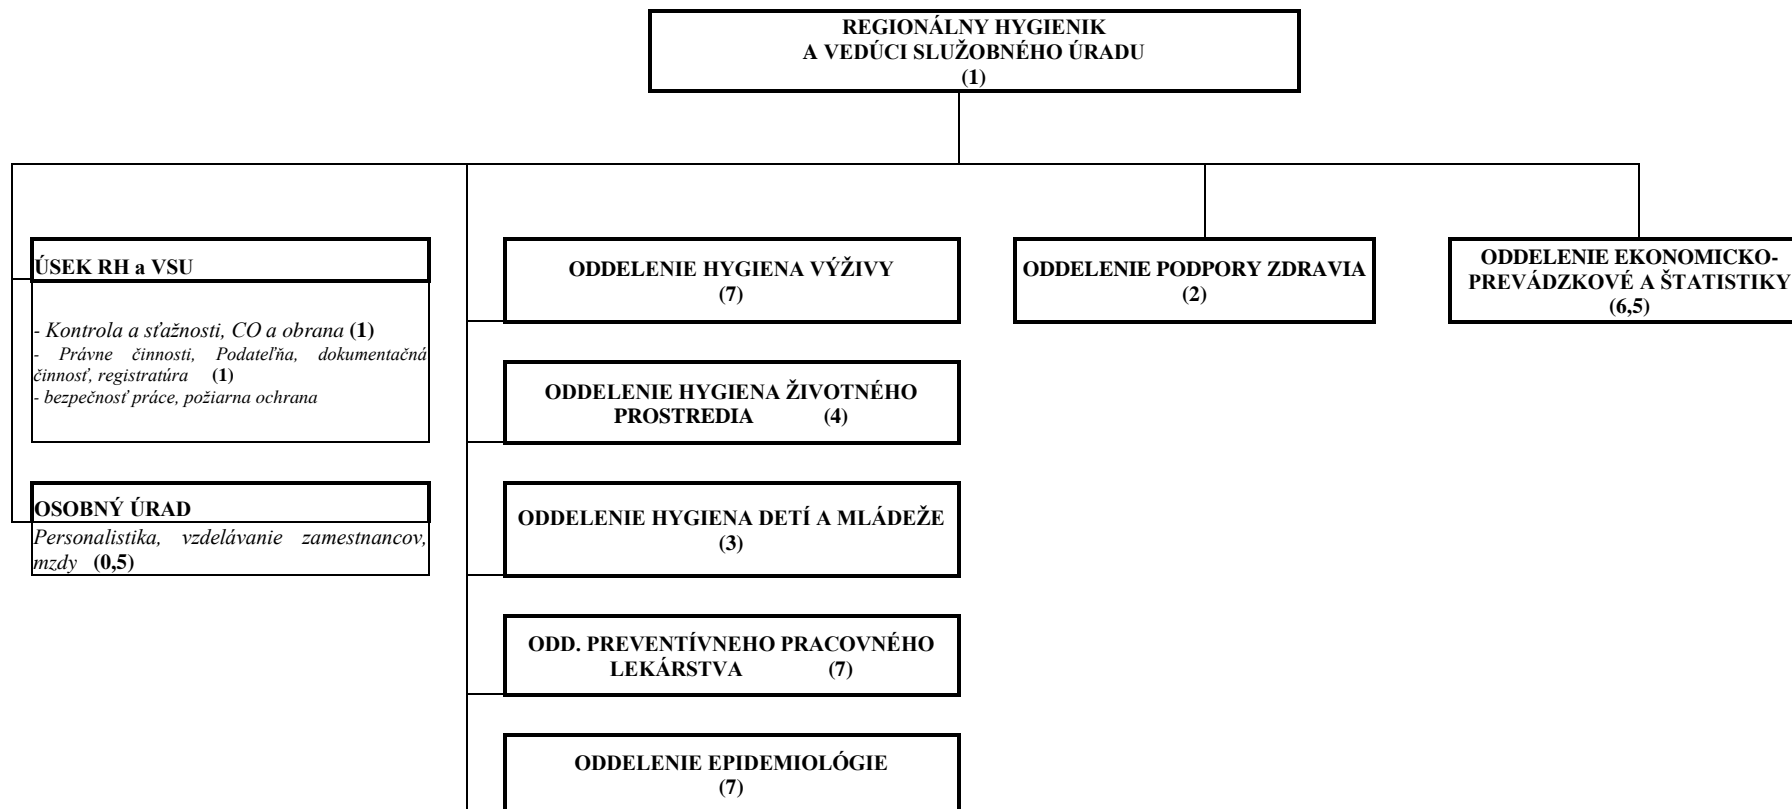 REGIONÁLNY HYGIENIK
A VEDÚCI SLUŽOBNÉHO ÚRADU
(1)
ÚSEK RH a VSU
- Kontrola a sťažnosti, CO a obrana (1)
- Právne činnosti, Podateľňa, dokumentačná
činnosť, registratúra (1)
- bezpečnosť práce, požiarna ochrana
OSOBNÝ ÚRAD
Personalistika, vzdelávanie zamestnancov,
mzdy (0,5)
ODDELENIE HYGIENA VÝŽIVY
(7)
ODDELENIE HYGIENA ŽIVOTNÉHO
PROSTREDIA (4)
ODDELENIE HYGIENA DETÍ A MLÁDEŽE
(3)
ODD. PREVENTÍVNEHO PRACOVNÉHO
LEKÁRSTVA (7)
ODDELENIE EPIDEMIOLÓGIE
(7)
ODDELENIE PODPORY ZDRAVIA
(2)
ODDELENIE EKONOMICKO-
PREVÁDZKOVÉ A ŠTATISTIKY
(6,5)